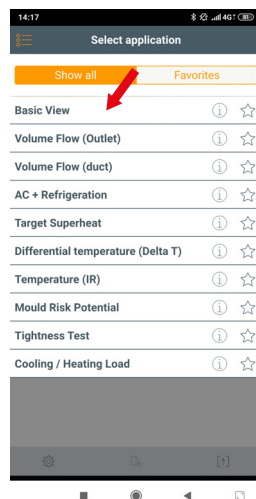 14:17 4G 81
Select application
Show all Favorites
Basic View
Volume Flow (Outlet)
Volume Flow (duct)
AC + Refrigeration
Target Superheat
Differential temperature (Delta T)
Temperature (IR)
Mould Risk Potential
Tightness Test
Cooling / Heating Load